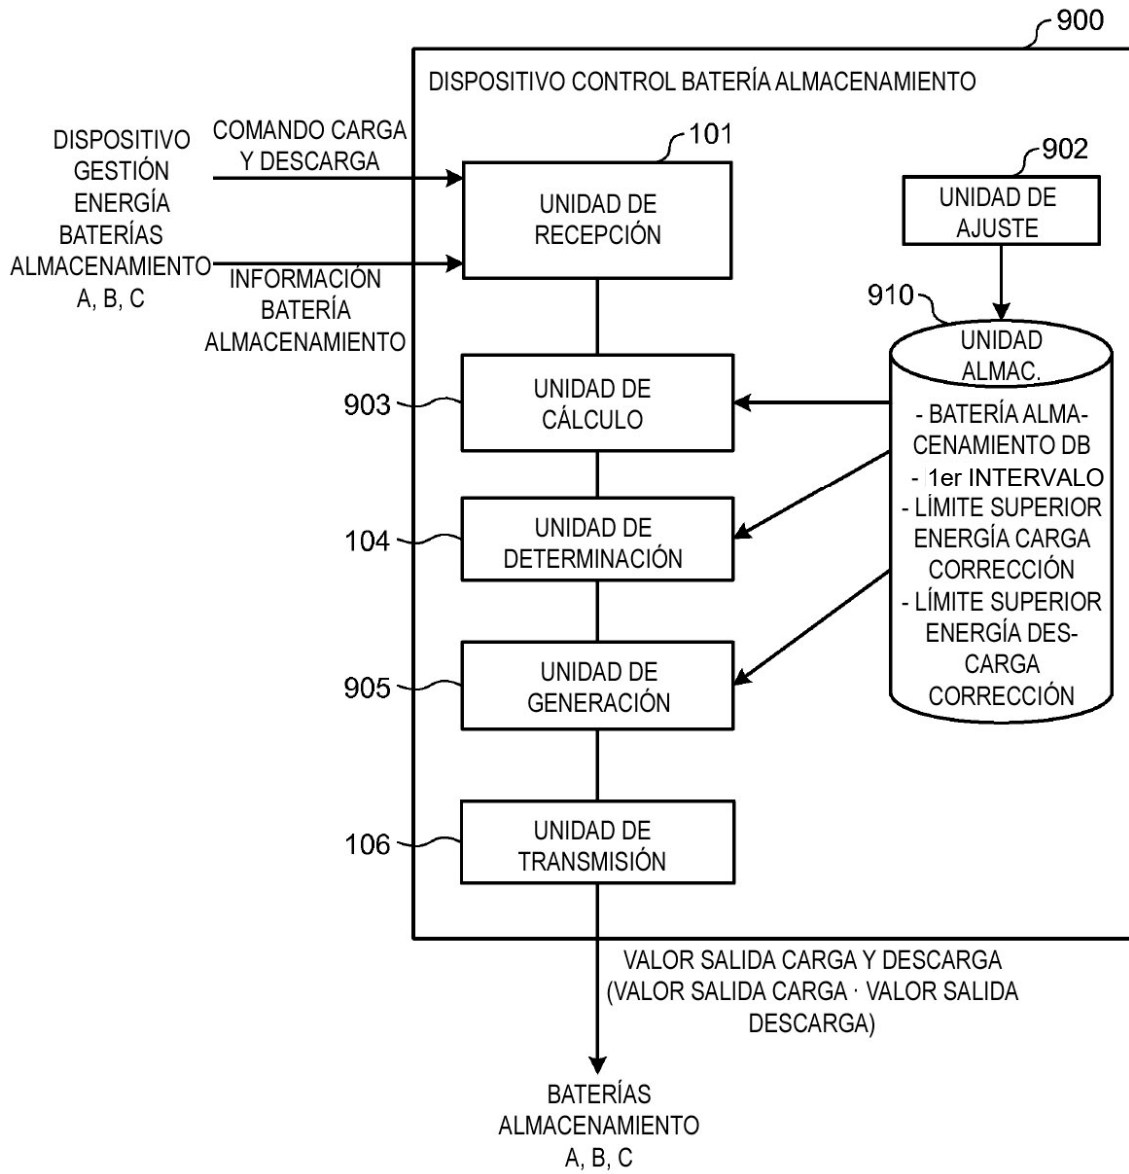 900
DISPOSITIVO CONTROL BATERÍA ALMACENAMIENTO
DISPOSITIVO
GESTIÓN
ENERGÍA
BATERÍAS
ALMACENAMIENTO
A, B, C
COMANDO CARGA
Y DESCARGA
INFORMACIÓN
BATERÍA
ALMACENAMIENTO
101
UNIDAD DE
RECEPCIÓN
902
UNIDAD DE
AJUSTE
910
UNIDAD
ALMAC.
- BATERÍA ALMA-
CENAMIENTO DB
- 1er INTERVALO
- LÍMITE SUPERIOR
ENERGÍA CARGA
CORRECCIÓN
- LÍMITE SUPERIOR
ENERGÍA DES-
CARGA
CORRECCIÓN
903
UNIDAD DE
CÁLCULO
104
UNIDAD DE
DETERMINACIÓN
905
UNIDAD DE
GENERACIÓN
106
UNIDAD DE
TRANSMISIÓN
VALOR SALIDA CARGA Y DESCARGA
(VALOR SALIDA CARGA · VALOR SALIDA
DESCARGA)
BATERÍAS
ALMACENAMIENTO
A, B, C